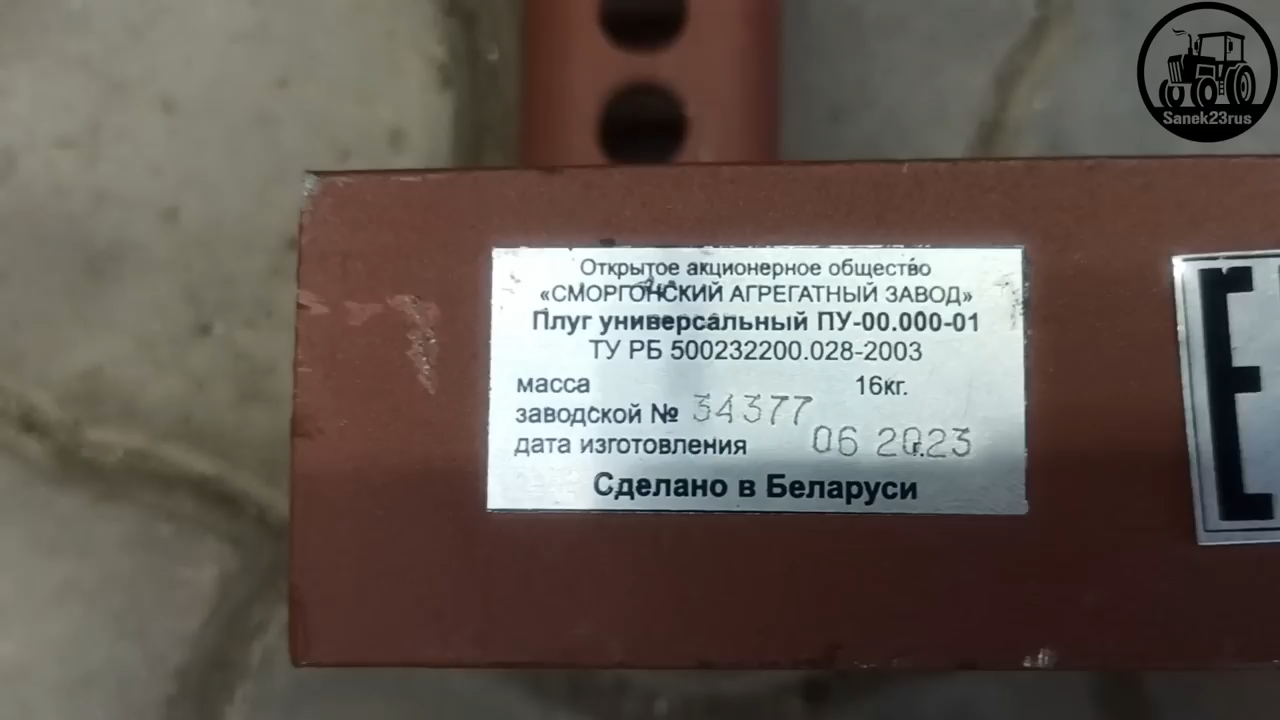 Sanek23rus
Открытое акционерное общество
«СМОРГОНСКИЙ АГРЕГАТНЫЙ ЗАВОД»
Плуг универсальный ПУ-00.000-01
ТУ РБ 500232200.028-2003
масса 16кг.
заводской № 34377
дата изготовления 06 2023
Сделано в Беларуси